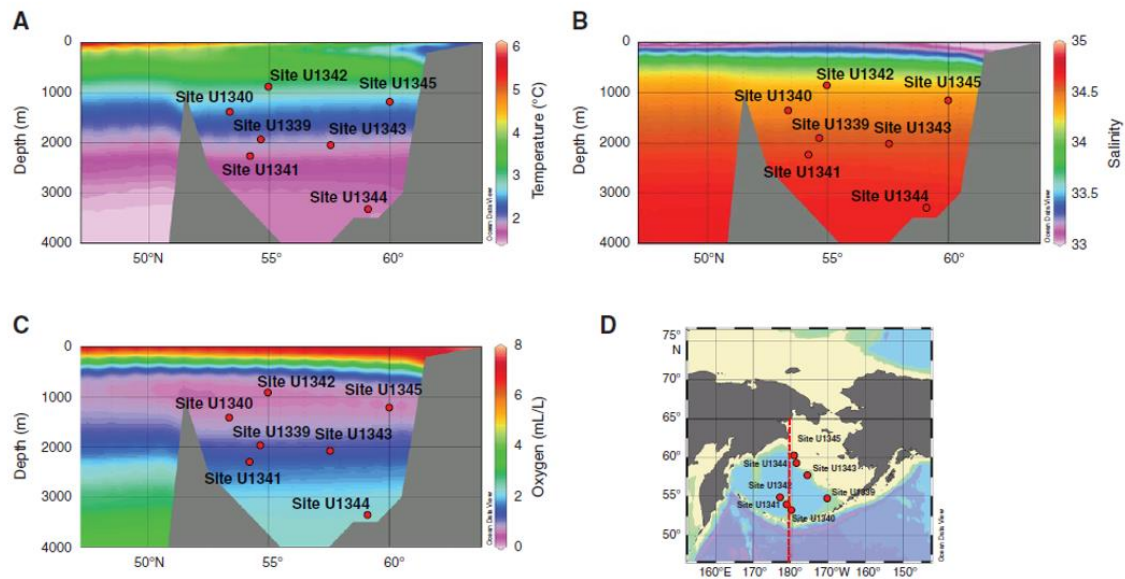 A
0
1000
2000
3000
4000
Depth (m)
50°N
55°
60°
Site U1342
Site U1345
Site U1340
Site U1339
Site U1343
Site U1341
Site U1344
Ocean Data View
6
5
4
3
2
Temperature (°C)
B
0
1000
2000
3000
4000
Depth (m)
50°N
55°
60°
Site U1342
Site U1345
Site U1340
Site U1339
Site U1343
Site U1341
Site U1344
Ocean Data View
35
34.5
34
33.5
33
Salinity
C
0
1000
2000
3000
4000
Depth (m)
50°N
55°
60°
Site U1342
Site U1345
Site U1340
Site U1339
Site U1343
Site U1341
Site U1344
Ocean Data View
8
6
4
2
0
Oxygen (mL/L)
D
75°
N
70°
65°
60°
55°
50°
Site U1345
Site U1344
Site U1343
Site U1342
Site U1339
Site U1341
Site U1340
160°E
170°
180°
170°W
160°
150°
Ocean Data View